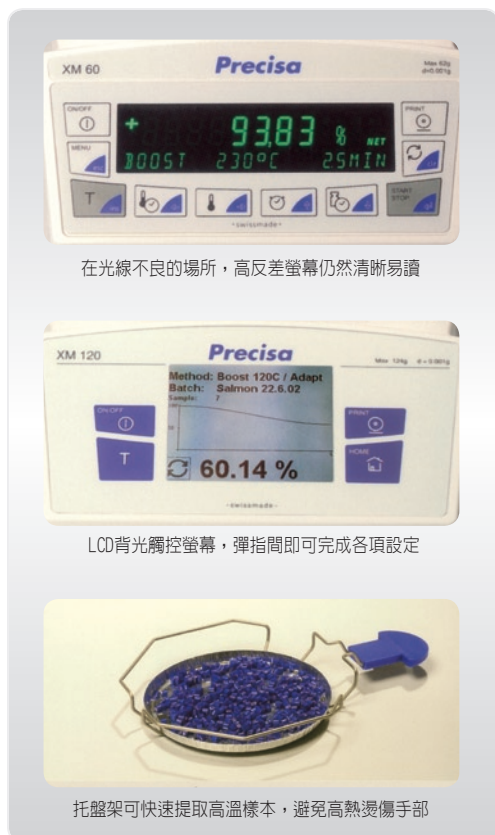 XM 60
Precisa
Max 62g
d=0.001g
ON/OFF
PRINT
+ 93.83 % NET
MENU
BOOST 230°C 25MIN
T
START
STOP
-swissmade-
在光線不良的場所，高反差螢幕仍然清晰易讀
XM 120
Precisa
Max 124g d = 0.001g
Method: Boost 120C / Adapt
Batch: Salmon 22.6.02
Sample: 7
ON/OFF
PRINT
T
HOME
60.14 %
-swissmade-
LCD背光觸控螢幕，彈指間即可完成各項設定
托盤架可快速提取高溫樣本，避免高熱燙傷手部